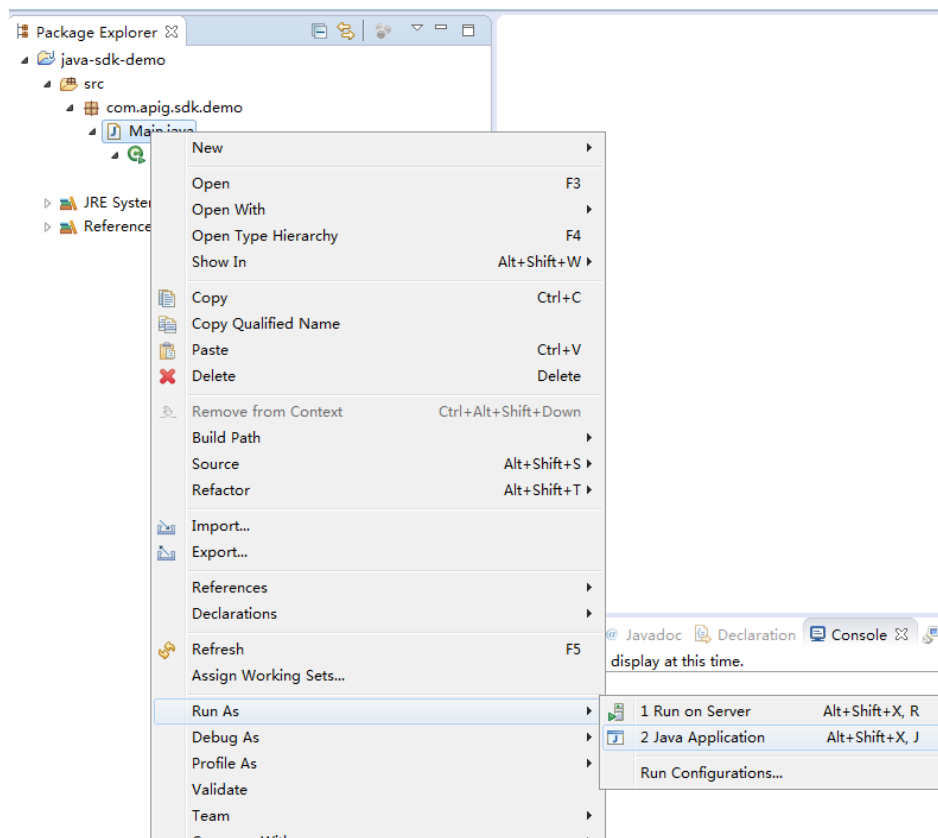 Package Explorer
java-sdk-demo
src
com.apig.sdk.demo
Main.java
JRE Syste
Reference
New
Open F3
Open With
Open Type Hierarchy F4
Show In Alt+Shift+W
Copy Ctrl+C
Copy Qualified Name
Paste Ctrl+V
Delete Delete
Remove from Context Ctrl+Alt+Shift+Down
Build Path
Source Alt+Shift+S
Refactor Alt+Shift+T
Import...
Export...
References
Declarations
Refresh F5
Assign Working Sets...
Run As
Debug As
Profile As
Validate
Team
@ Javadoc Declaration Console
display at this time.
1 Run on Server Alt+Shift+X, R
2 Java Application Alt+Shift+X, J
Run Configurations...